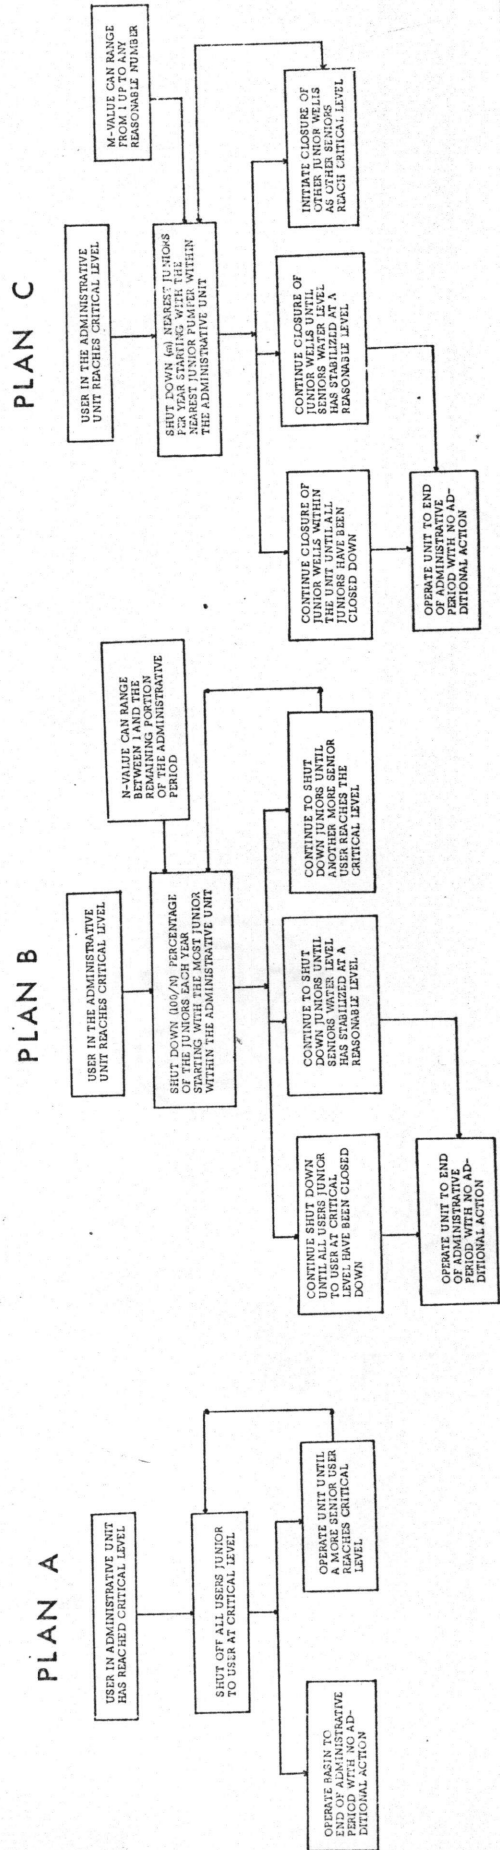 PLAN A
USER IN ADMINISTRATIVE UNIT
HAS REACHED CRITICAL LEVEL
SHUT OFF ALL USERS JUNIOR
TO USER AT CRITICAL LEVEL
OPERATE BASIN TO
END OF ADMINISTRATIVE
PERIOD WITH NO AD-
DITIONAL ACTION
OPERATE UNIT UNTIL
A MORE SENIOR USER
REACHES CRITICAL
LEVEL
PLAN B
USER IN THE ADMINISTRATIVE
UNIT REACHES CRITICAL LEVEL
N-VALUE CAN RANGE
BETWEEN 1 AND THE
REMAINING PORTION
OF THE ADMINISTRATIVE
PERIOD
SHUT DOWN (100/N) PERCENTAGE
OF THE JUNIORS EACH YEAR
STARTING WITH THE MOST JUNIOR
WITHIN THE ADMINISTRATIVE UNIT
CONTINUE SHUT DOWN
UNTIL ALL USERS JUNIOR
TO USER AT CRITICAL
LEVEL HAVE BEEN CLOSED
DOWN
CONTINUE TO SHUT
DOWN JUNIORS UNTIL
SENIORS WATER LEVEL
HAS STABILIZED AT A
REASONABLE LEVEL
CONTINUE TO SHUT
DOWN JUNIORS UNTIL
ANOTHER MORE SENIOR
USER REACHES THE
CRITICAL LEVEL
OPERATE UNIT TO END
OF ADMINISTRATIVE
PERIOD WITH NO AD-
DITIONAL ACTION
PLAN C
USER IN THE ADMINISTRATIVE
UNIT REACHES CRITICAL LEVEL
M-VALUE CAN RANGE
FROM 1 UP TO ANY
REASONABLE NUMBER
SHUT DOWN (m) NEAREST JUNIORS
PER YEAR STARTING WITH THE
NEAREST JUNIOR PUMPER WITHIN
THE ADMINISTRATIVE UNIT
CONTINUE CLOSURE OF
JUNIOR WELLS WITHIN
THE UNIT UNTIL ALL
JUNIORS HAVE BEEN
CLOSED DOWN
CONTINUE CLOSURE OF
JUNIOR WELLS UNTIL
SENIORS WATER LEVEL
HAS STABILIZED AT A
REASONABLE LEVEL
INITIATE CLOSURE OF
OTHER JUNIOR WELLS
AS OTHER SENIORS
REACH CRITICAL LEVEL
OPERATE UNIT TO END
OF ADMINISTRATIVE
PERIOD WITH NO AD-
DITIONAL ACTION